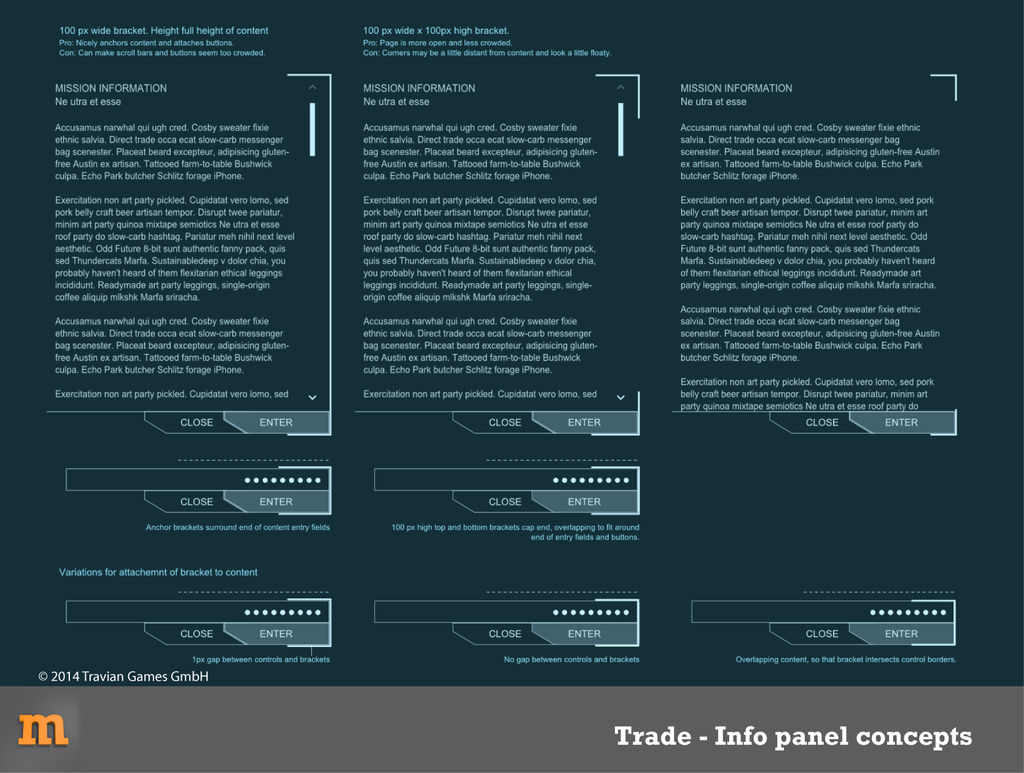 100 px wide bracket. Height full height of content
Pro: Nicely anchors content and attaches buttons.
Con: Can make scroll bars and buttons seem too crowded.
100 px wide x 100px high bracket.
Pro: Page is more open and less crowded.
Con: Corners may be a little distant from content and look a little floaty.
MISSION INFORMATION
Ne utra et esse
Accusamus narwhal qui ugh cred. Cosby sweater fixie
ethnic salvia. Direct trade occa ecat slow-carb messenger
bag scenester. Placeat beard excepteur, adipisicing gluten-
free Austin ex artisan. Tattooed farm-to-table Bushwick
culpa. Echo Park butcher Schlitz forage iPhone.
Exercitation non art party pickled. Cupidatat vero lomo, sed
pork belly craft beer artisan tempor. Disrupt twee pariatur,
minim art party quinoa mixtape semiotics Ne utra et esse
roof party do slow-carb hashtag. Pariatur meh nihil next level
aesthetic. Odd Future 8-bit sunt authentic fanny pack, quis
sed Thundercats Marfa. Sustainabledeep v dolor chia, you
probably haven't heard of them flexitarian ethical leggings
incididunt. Readymade art party leggings, single-origin
coffee aliquip mlkshk Marfa sriracha.
Accusamus narwhal qui ugh cred. Cosby sweater fixie
ethnic salvia. Direct trade occa ecat slow-carb messenger
bag scenester. Placeat beard excepteur, adipisicing gluten-
free Austin ex artisan. Tattooed farm-to-table Bushwick
culpa. Echo Park butcher Schlitz forage iPhone.
Exercitation non art party pickled. Cupidatat vero lomo, sed
CLOSE ENTER
MISSION INFORMATION
Ne utra et esse
Accusamus narwhal qui ugh cred. Cosby sweater fixie
ethnic salvia. Direct trade occa ecat slow-carb messenger
bag scenester. Placeat beard excepteur, adipisicing gluten-
free Austin ex artisan. Tattooed farm-to-table Bushwick
culpa. Echo Park butcher Schlitz forage iPhone.
Exercitation non art party pickled. Cupidatat vero lomo, sed
pork belly craft beer artisan tempor. Disrupt twee pariatur,
minim art party quinoa mixtape semiotics Ne utra et esse
roof party do slow-carb hashtag. Pariatur meh nihil next
level aesthetic. Odd Future 8-bit sunt authentic fanny pack,
quis sed Thundercats Marfa. Sustainabledeep v dolor chia,
you probably haven't heard of them flexitarian ethical
leggings incididunt. Readymade art party leggings, single-
origin coffee aliquip mlkshk Marfa sriracha.
Accusamus narwhal qui ugh cred. Cosby sweater fixie
ethnic salvia. Direct trade occa ecat slow-carb messenger
bag scenester. Placeat beard excepteur, adipisicing gluten-
free Austin ex artisan. Tattooed farm-to-table Bushwick
culpa. Echo Park butcher Schlitz forage iPhone.
Exercitation non art party pickled. Cupidatat vero lomo, sed
CLOSE ENTER
MISSION INFORMATION
Ne utra et esse
Accusamus narwhal qui ugh cred. Cosby sweater fixie ethnic
salvia. Direct trade occa ecat slow-carb messenger bag
scenester. Placeat beard excepteur, adipisicing gluten-free Austin
ex artisan. Tattooed farm-to-table Bushwick culpa. Echo Park
butcher Schlitz forage iPhone.
Exercitation non art party pickled. Cupidatat vero lomo, sed pork
belly craft beer artisan tempor. Disrupt twee pariatur, minim art
party quinoa mixtape semiotics Ne utra et esse roof party do
slow-carb hashtag. Pariatur meh nihil next level aesthetic. Odd
Future 8-bit sunt authentic fanny pack, quis sed Thundercats
Marfa. Sustainabledeep v dolor chia, you probably haven't heard
of them flexitarian ethical leggings incididunt. Readymade art
party leggings, single-origin coffee aliquip mlkshk Marfa sriracha.
Accusamus narwhal qui ugh cred. Cosby sweater fixie ethnic
salvia. Direct trade occa ecat slow-carb messenger bag
scenester. Placeat beard excepteur, adipisicing gluten-free Austin
ex artisan. Tattooed farm-to-table Bushwick culpa. Echo Park
butcher Schlitz forage iPhone.
Exercitation non art party pickled. Cupidatat vero lomo, sed pork
belly craft beer artisan tempor. Disrupt twee pariatur, minim art
party quinoa mixtape semiotics Ne utra et esse roof party do
CLOSE ENTER
CLOSE ENTER
Anchor brackets surround end of content entry fields
CLOSE ENTER
100 px high top and bottom brackets cap end, overlapping to fit around
end of entry fields and buttons.
Variations for attachemnt of bracket to content
CLOSE ENTER
1px gap between controls and brackets
CLOSE ENTER
No gap between controls and brackets
CLOSE ENTER
Overlapping content, so that bracket intersects control borders.
© 2014 Travian Games GmbH
m
Trade - Info panel concepts